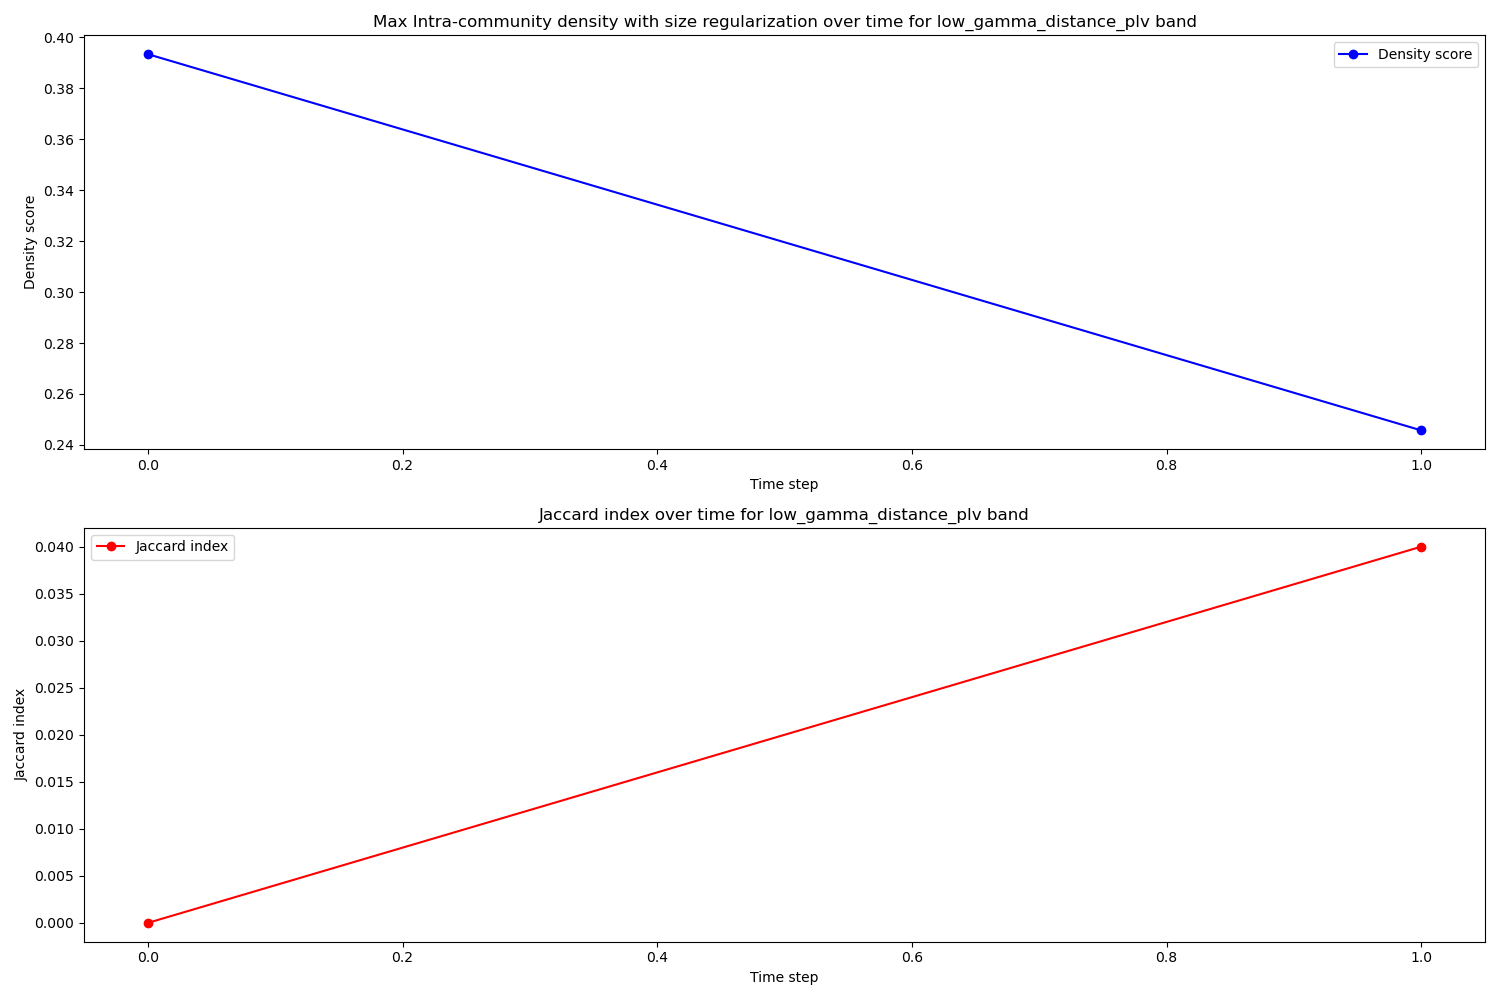 Max Intra-community density with size regularization over time for low_gamma_distance_plv band
Density score
0.40
0.38
0.36
0.34
0.32
0.30
0.28
0.26
0.24
Density score
0.0 0.2 0.4 0.6 0.8 1.0
Time step
Jaccard index over time for low_gamma_distance_plv band
Jaccard index
0.040
0.035
0.030
0.025
0.020
0.015
0.010
0.005
0.000
Jaccard index
0.0 0.2 0.4 0.6 0.8 1.0
Time step